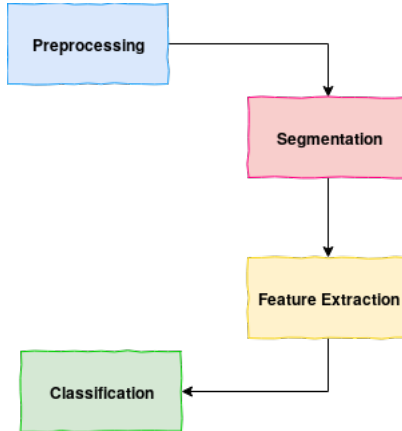 Preprocessing
Segmentation
Feature Extraction
Classification